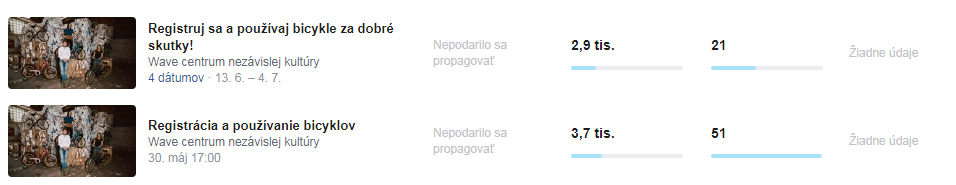 Registruj sa a používaj bicykle za dobré
skutky!
Wave centrum nezávislej kultúry
4 dátumov · 13. 6. – 4. 7.
Nepodarilo sa
propagovať
2,9 tis.
21
Žiadne údaje
Registrácia a používanie bicyklov
Wave centrum nezávislej kultúry
30. máj 17:00
Nepodarilo sa
propagovať
3,7 tis.
51
Žiadne údaje